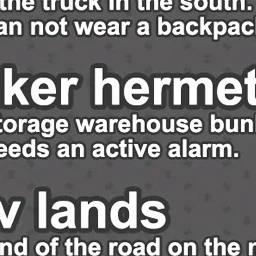 the truck in the south.
an not wear a backpac
ker hermet
torage warehouse bun
eeds an active alarm.
v lands
nd of the road on the